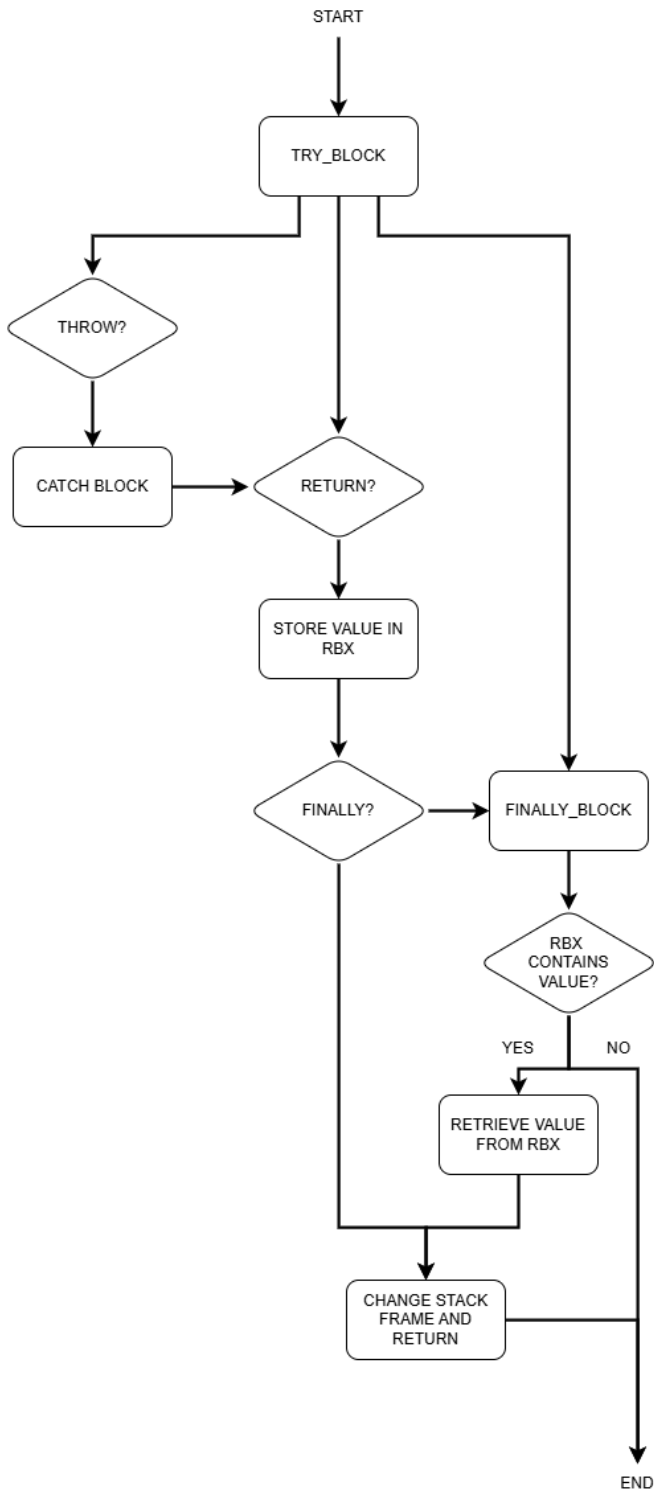 START
TRY_BLOCK
THROW?
CATCH BLOCK
RETURN?
STORE VALUE IN
RBX
FINALLY?
FINALLY_BLOCK
RBX
CONTAINS
VALUE?
YES
NO
RETRIEVE VALUE
FROM RBX
CHANGE STACK
FRAME AND
RETURN
END